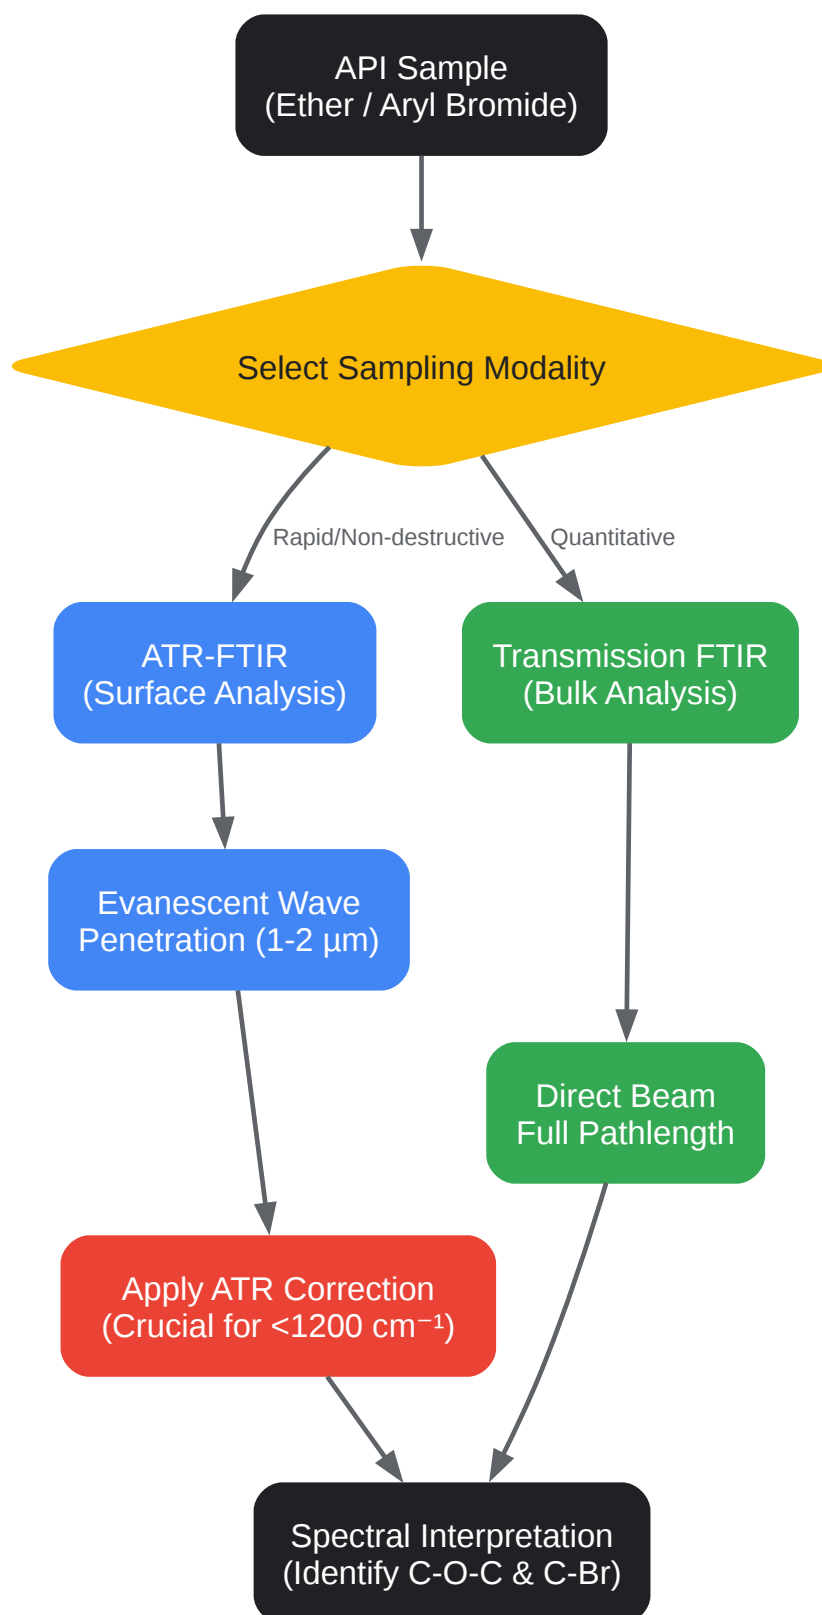 API Sample
(Ether / Aryl Bromide)
Select Sampling Modality
Rapid/Non-destructive
Quantitative
ATR-FTIR
(Surface Analysis)
Transmission FTIR
(Bulk Analysis)
Evanescent Wave
Penetration (1-2 µm)
Direct Beam
Full Pathlength
Apply ATR Correction
(Crucial for <1200 cm⁻¹)
Spectral Interpretation
(Identify C-O-C & C-Br)